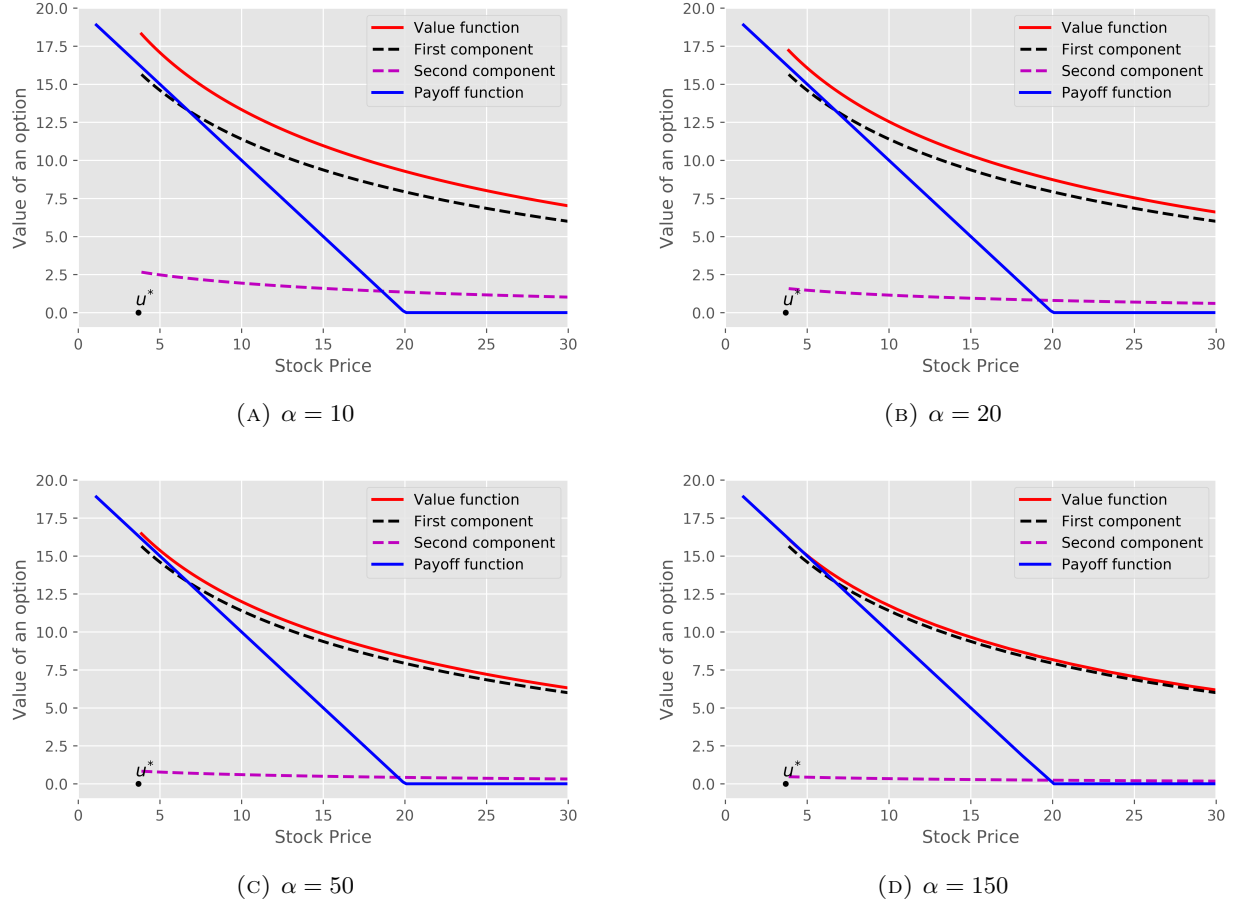 20.0
17.5
15.0
12.5
10.0
7.5
5.0
2.5
0.0
Value of an option
Value function
First component
Second component
Payoff function
u*
0 5 10 15 20 25 30
Stock Price
(A) α = 10
20.0
17.5
15.0
12.5
10.0
7.5
5.0
2.5
0.0
Value of an option
Value function
First component
Second component
Payoff function
u*
0 5 10 15 20 25 30
Stock Price
(B) α = 20
20.0
17.5
15.0
12.5
10.0
7.5
5.0
2.5
0.0
Value of an option
Value function
First component
Second component
Payoff function
u*
0 5 10 15 20 25 30
Stock Price
(C) α = 50
20.0
17.5
15.0
12.5
10.0
7.5
5.0
2.5
0.0
Value of an option
Value function
First component
Second component
Payoff function
u*
0 5 10 15 20 25 30
Stock Price
(D) α = 150